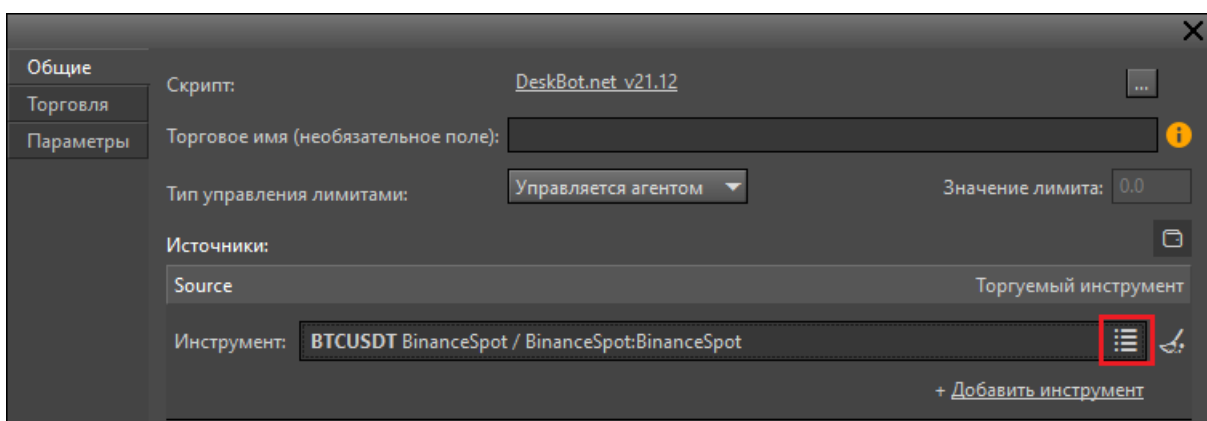 Общие
Торговля
Параметры
Скрипт: DeskBot.net_v21.12 ...
Торговое имя (необязательное поле):
Тип управления лимитами: Управляется агентом Значение лимита: 0.0
Источники:
Source Торгуемый инструмент
Инструмент: BTCUSDT BinanceSpot / BinanceSpot:BinanceSpot
+ Добавить инструмент